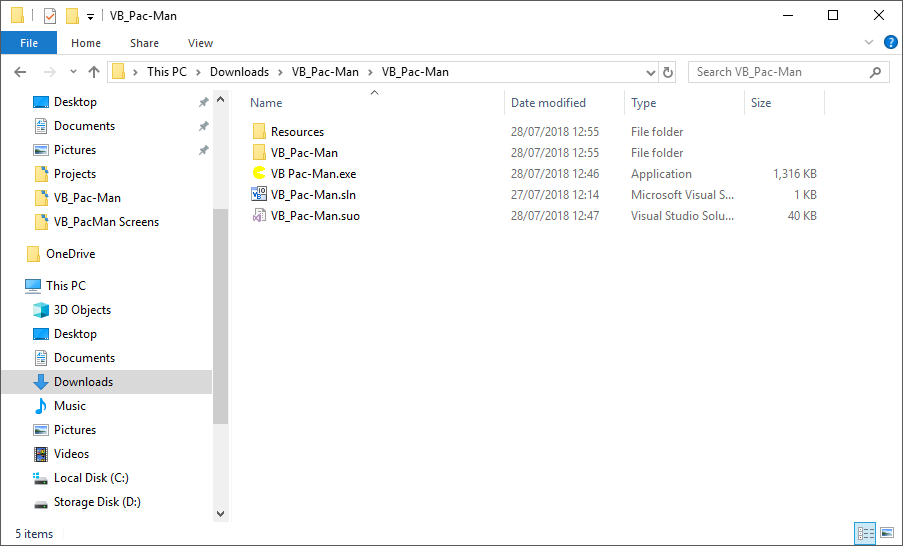 VB_Pac-Man
File Home Share View
This PC Downloads VB_Pac-Man VB_Pac-Man Search VB_Pac-Man
Desktop
Documents
Pictures
Projects
VB_Pac-Man
VB_PacMan Screens
OneDrive
This PC
3D Objects
Desktop
Documents
Downloads
Music
Pictures
Videos
Local Disk (C:)
Storage Disk (D:)
Name Date modified Type Size
Resources 28/07/2018 12:55 File folder
VB_Pac-Man 28/07/2018 12:55 File folder
VB Pac-Man.exe 28/07/2018 12:46 Application 1,316 KB
VB_Pac-Man.sln 27/07/2018 12:14 Microsoft Visual S... 1 KB
VB_Pac-Man.suo 28/07/2018 12:47 Visual Studio Solu... 40 KB
5 items